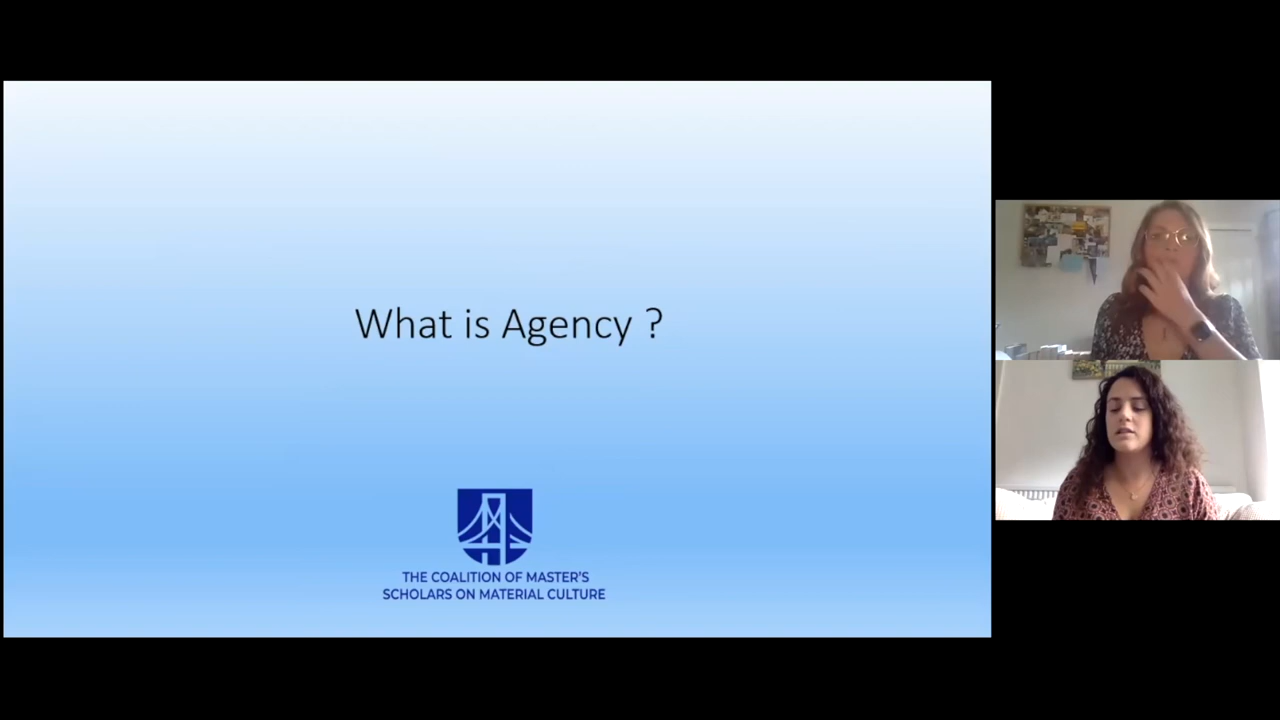 What is Agency ?
THE COALITION OF MASTER'S
SCHOLARS ON MATERIAL CULTURE